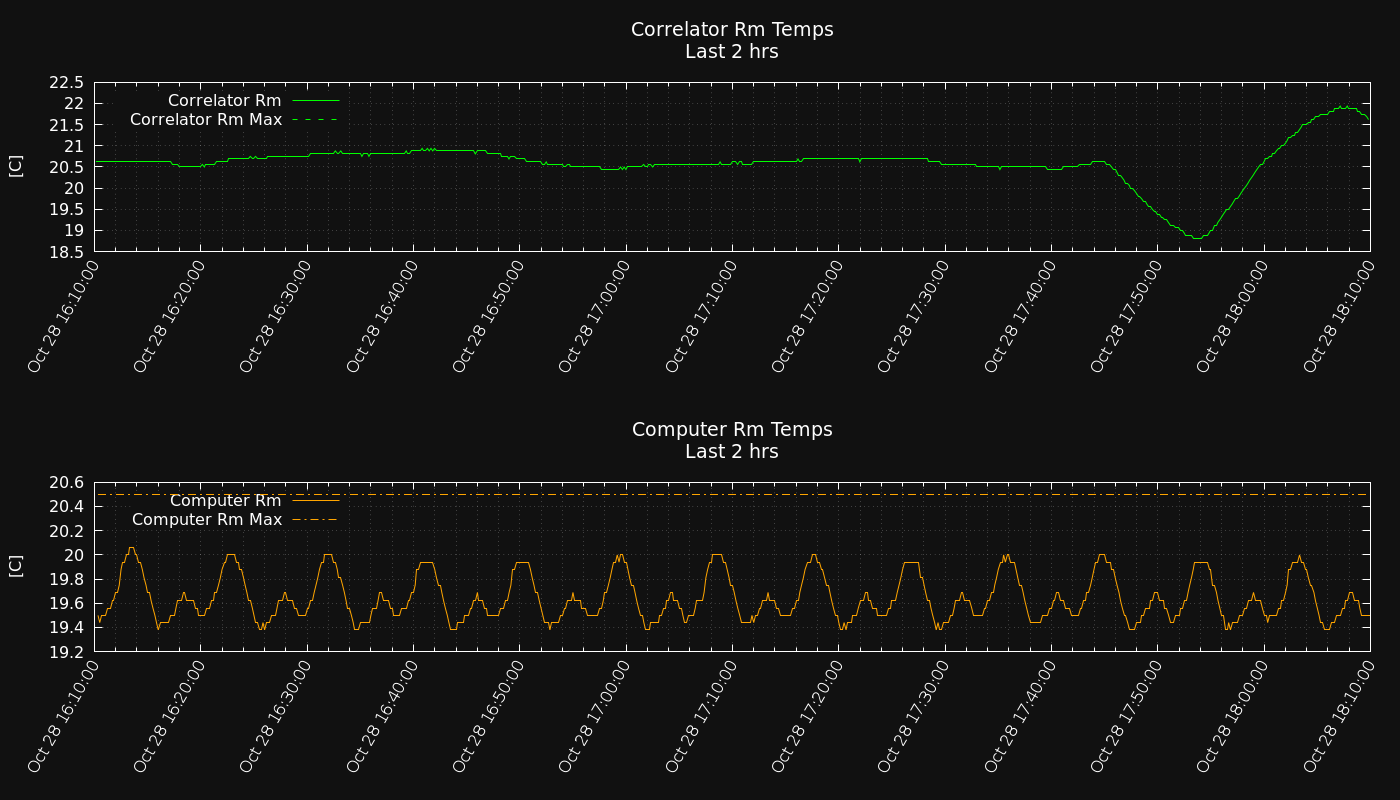 Correlator Rm Temps
Last 2 hrs
22.5
22
21.5
21
20.5
20
19.5
19
18.5
[C]
Correlator Rm
Correlator Rm Max
Oct 28 16:10:00
Oct 28 16:20:00
Oct 28 16:30:00
Oct 28 16:40:00
Oct 28 16:50:00
Oct 28 17:00:00
Oct 28 17:10:00
Oct 28 17:20:00
Oct 28 17:30:00
Oct 28 17:40:00
Oct 28 17:50:00
Oct 28 18:00:00
Oct 28 18:10:00
Computer Rm Temps
Last 2 hrs
20.6
20.4
20.2
20
19.8
19.6
19.4
19.2
[C]
Computer Rm
Computer Rm Max
Oct 28 16:10:00
Oct 28 16:20:00
Oct 28 16:30:00
Oct 28 16:40:00
Oct 28 16:50:00
Oct 28 17:00:00
Oct 28 17:10:00
Oct 28 17:20:00
Oct 28 17:30:00
Oct 28 17:40:00
Oct 28 17:50:00
Oct 28 18:00:00
Oct 28 18:10:00